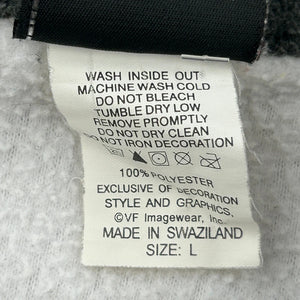 WASH INSIDE OUT
MACHINE WASH COLD
DO NOT BLEACH
TUMBLE DRY LOW
REMOVE PROMPTLY
DO NOT DRY CLEAN
DO NOT IRON DECORATION
100% POLYESTER
EXCLUSIVE OF DECORATION
STYLE AND GRAPHICS,
©VF Imagewear, Inc.
MADE IN SWAZILAND
SIZE: L